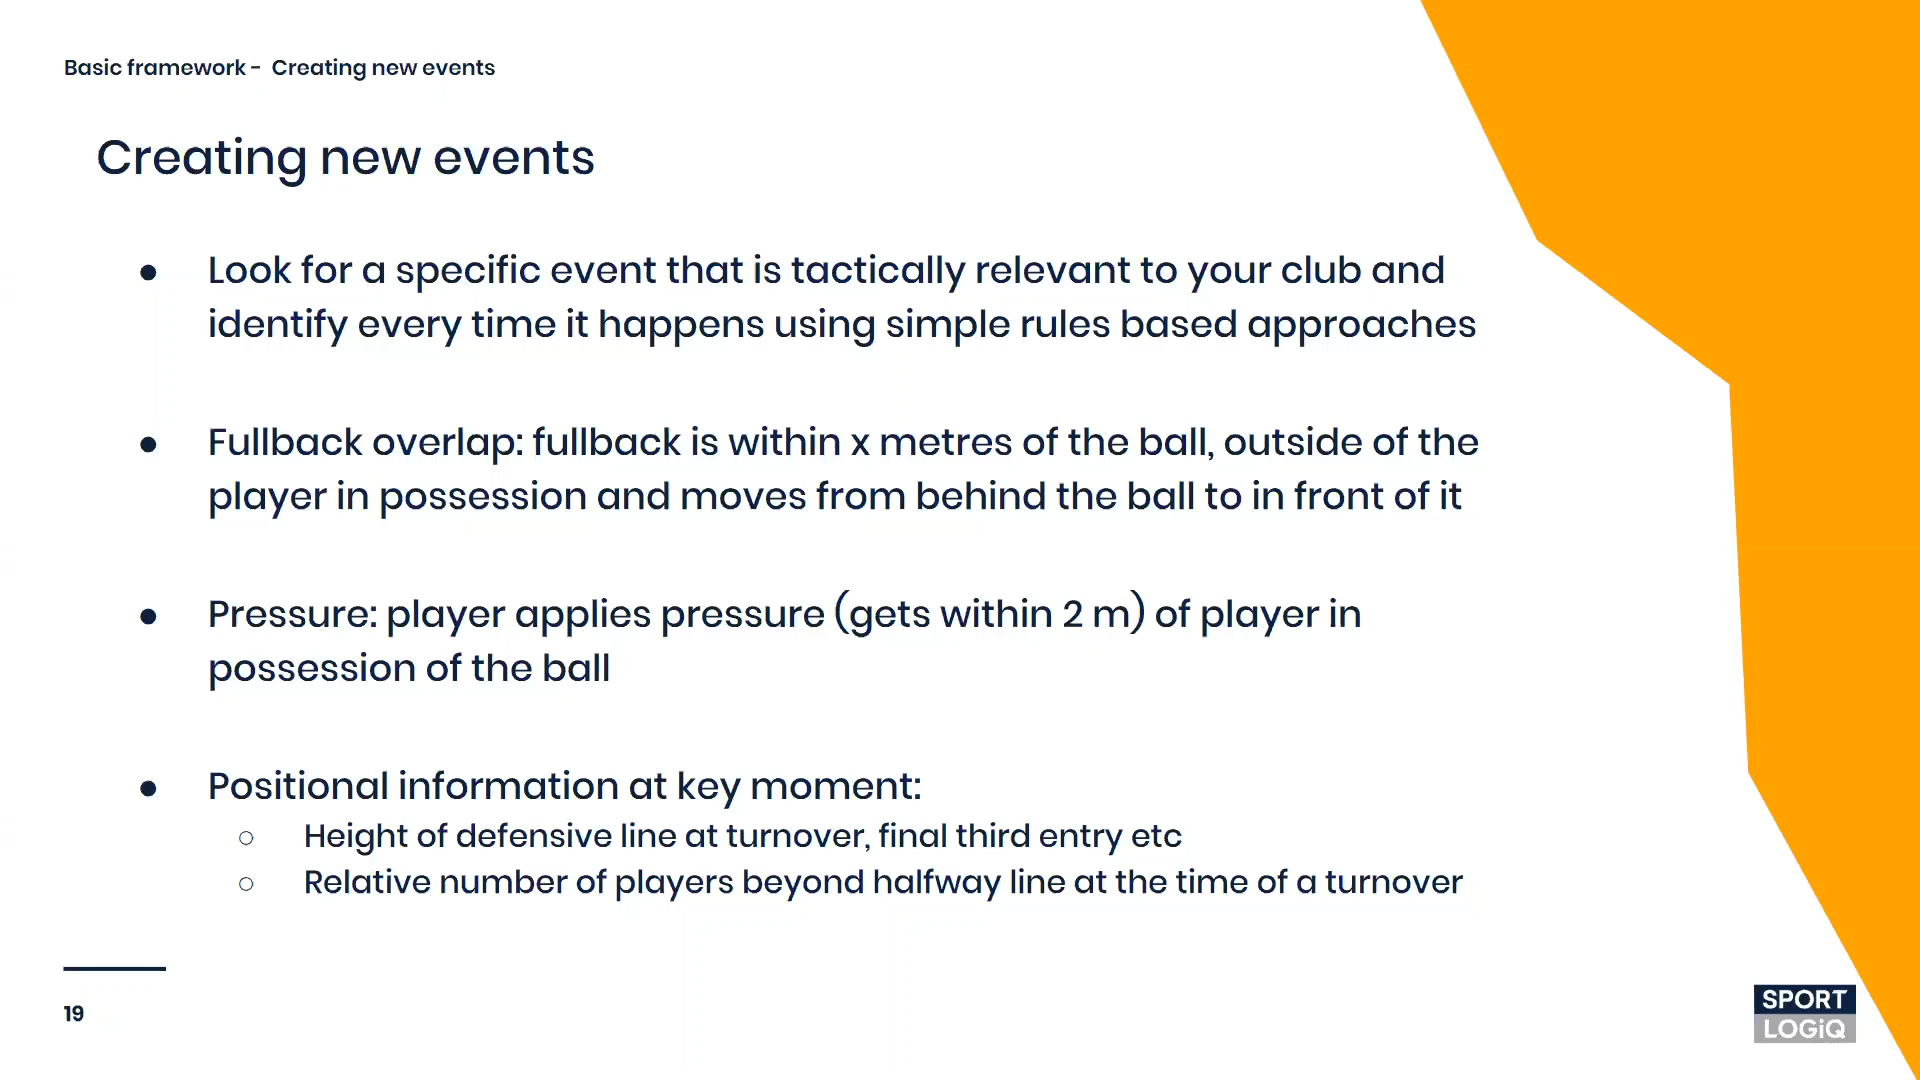 Basic framework - Creating new events
Creating new events
● Look for a specific event that is tactically relevant to your club and
identify every time it happens using simple rules based approaches
● Fullback overlap: fullback is within x metres of the ball, outside of the
player in possession and moves from behind the ball to in front of it
● Pressure: player applies pressure (gets within 2 m) of player in
possession of the ball
● Positional information at key moment:
○ Height of defensive line at turnover, final third entry etc
○ Relative number of players beyond halfway line at the time of a turnover
19
SPORT
LOGiQ